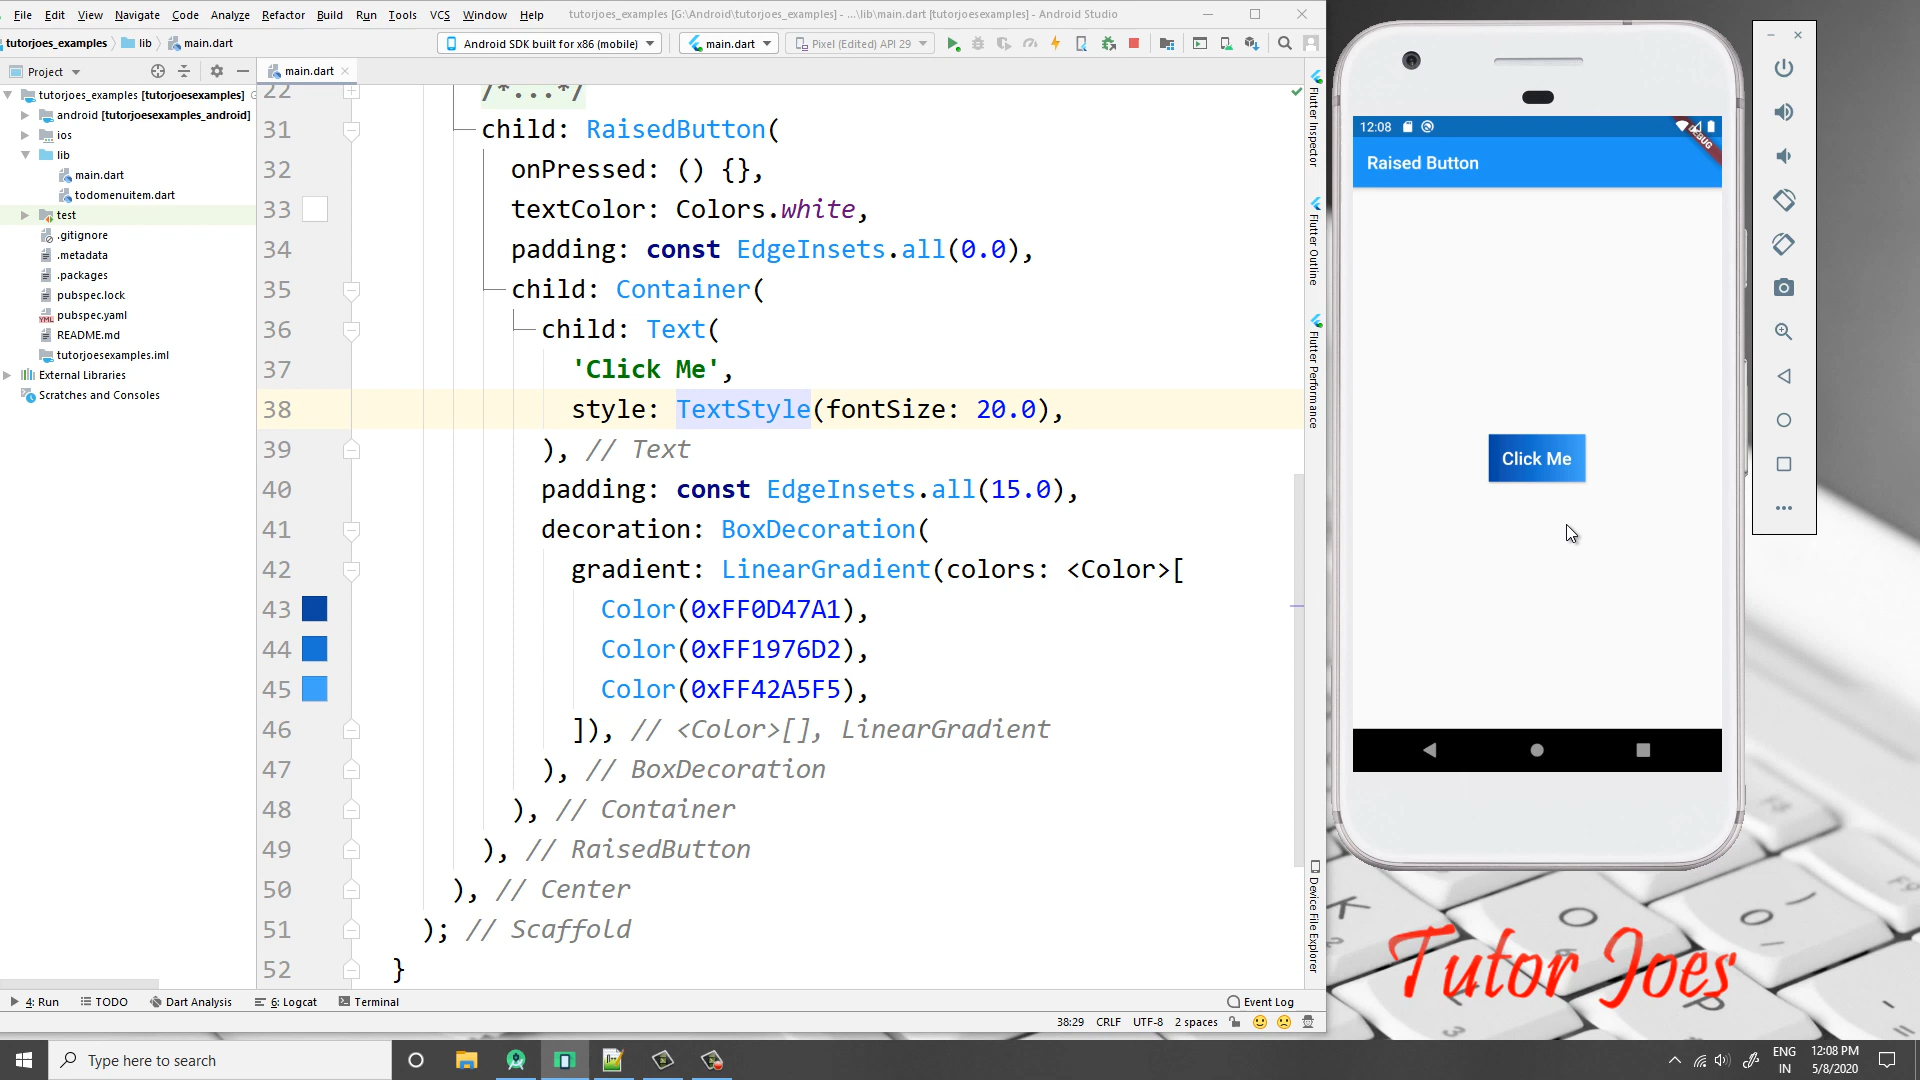 File Edit View Navigate Code Analyze Refactor Build Run Tools VCS Window Help tutorjoes_examples [G:\Android\tutorjoes_examples] - ...\lib\main.dart [tutorjoesexamples] - Android Studio
tutorjoes_examples lib main.dart Android SDK built for x86 (mobile) main.dart Pixel (Edited) API 29
Project main.dart
tutorjoes_examples [tutorjoesexamples]
android [tutorjoesexamples_android]
ios
lib
main.dart
todomenuitem.dart
test
.gitignore
.metadata
.packages
pubspec.lock
pubspec.yaml
README.md
tutorjoesexamples.iml
External Libraries
Scratches and Consoles
22 /*...*/
31 child: RaisedButton(
32 onPressed: () {},
33 textColor: Colors.white,
34 padding: const EdgeInsets.all(0.0),
35 child: Container(
36 child: Text(
37 'Click Me',
38 style: TextStyle(fontSize: 20.0),
39 ), // Text
40 padding: const EdgeInsets.all(15.0),
41 decoration: BoxDecoration(
42 gradient: LinearGradient(colors: <Color>[
43 Color(0xFF0D47A1),
44 Color(0xFF1976D2),
45 Color(0xFF42A5F5),
46 ]), // <Color>[], LinearGradient
47 ), // BoxDecoration
48 ), // Container
49 ), // RaisedButton
50 ), // Center
51 ); // Scaffold
52 }
Flutter Inspector
Flutter Outline
Flutter Performance
Device File Explorer
12:08
DEBUG
Raised Button
Click Me
Tutor Joes
4: Run TODO Dart Analysis 6: Logcat Terminal Event Log
38:29 CRLF UTF-8 2 spaces
Type here to search
ENG
IN
12:08 PM
5/8/2020